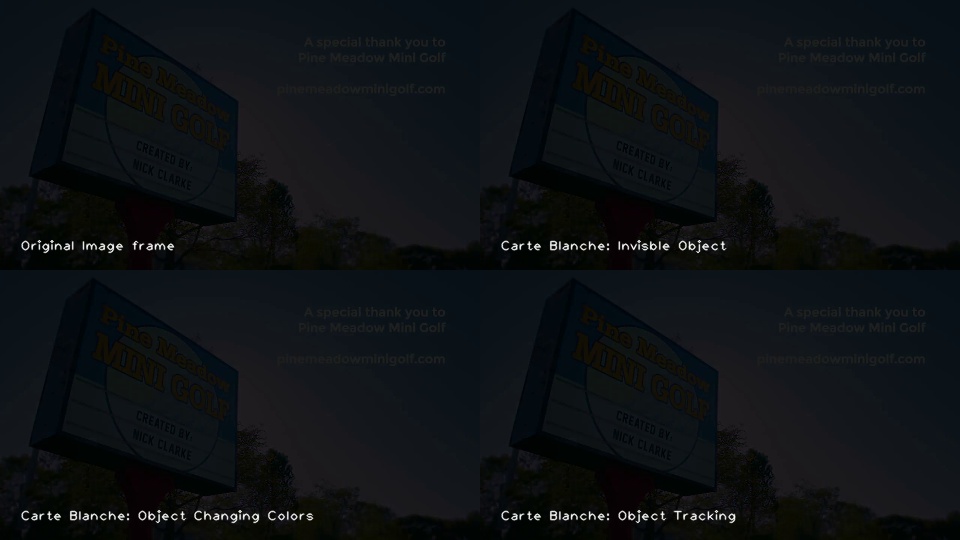 A special thank you to
Pine Meadow Mini Golf
pinemeadowminigolf.com
Pine Meadow
MINI GOLF
CREATED BY:
NICK CLARKE
Original Image frame
A special thank you to
Pine Meadow Mini Golf
pinemeadowminigolf.com
Pine Meadow
MINI GOLF
CREATED BY:
NICK CLARKE
Carte Blanche: Invisble Object
A special thank you to
Pine Meadow Mini Golf
pinemeadowminigolf.com
Pine Meadow
MINI GOLF
CREATED BY:
NICK CLARKE
Carte Blanche: Object Changing Colors
A special thank you to
Pine Meadow Mini Golf
pinemeadowminigolf.com
Pine Meadow
MINI GOLF
CREATED BY:
NICK CLARKE
Carte Blanche: Object Tracking